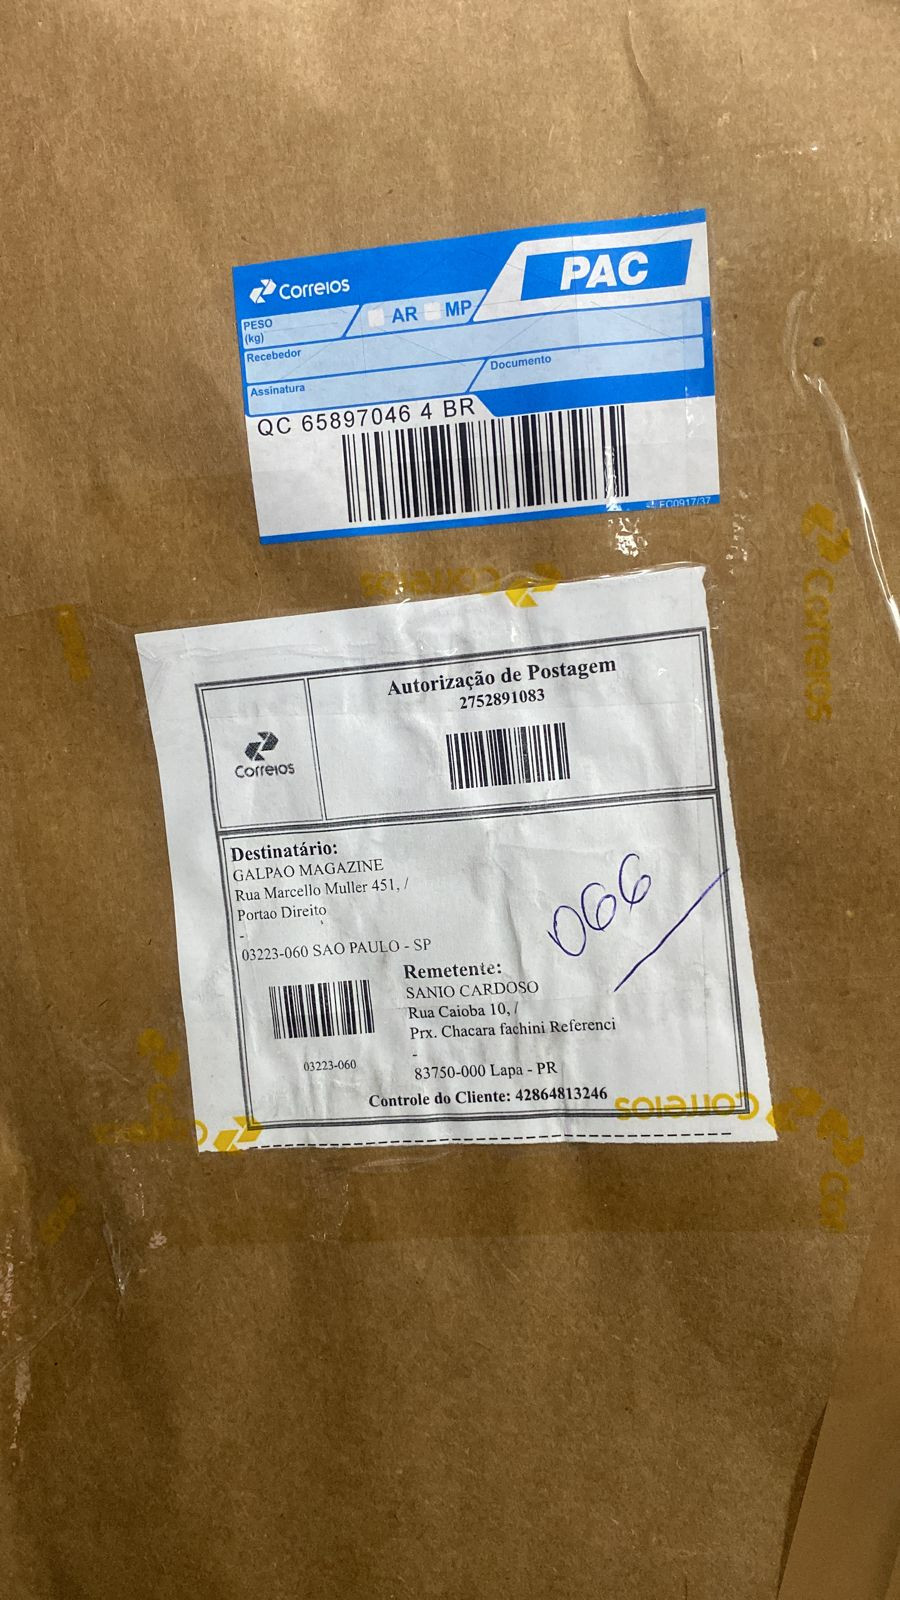 Correios
PAC
PESO
(kg)
AR
MP
Recebedor
Assinatura
Documento
QC 65897046 4 BR
FC0917/37
Correios
Correios
Autorização de Postagem
2752891083
Correios
Destinatário:
GALPAO MAGAZINE
Rua Marcello Muller 451, /
Portao Direito
-
03223-060 SAO PAULO - SP
066
03223-060
Remetente:
SANIO CARDOSO
Rua Caioba 10, /
Prx. Chacara fachini Referenci
-
83750-000 Lapa - PR
Controle do Cliente: 42864813246
Correios
Correios
Cor